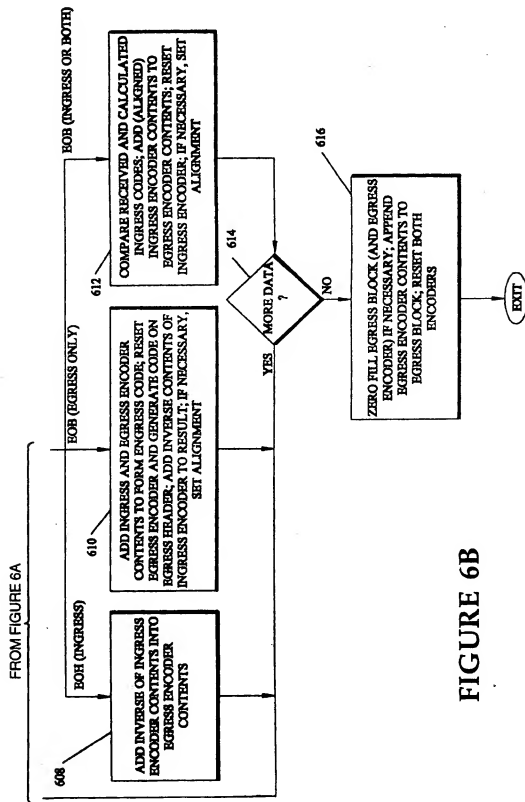 FROM FIGURE 6A
EOH (INGRESS)
EOB (EGRESS ONLY)
EOB (INGRESS OR BOTH)
608
ADD INVERSE OF INGRESS
ENCODER CONTENTS INTO
EGRESS ENCODER
CONTENTS
610
ADD INGRESS AND EGRESS ENCODER
CONTENTS TO FORM ENGRESS CODE; RESET
EGRESS ENCODER AND GENERATE CODE ON
EGRESS HEADER; ADD INVERSE CONTENTS OF
INGRESS ENCODER TO RESULT; IF NECESSARY,
SET ALIGNMENT
612
COMPARE RECEIVED AND CALCULATED
INGRESS CODES; ADD (ALIGNED)
INGRESS ENCODER CONTENTS TO
EGRESS ENCODER CONTENTS; RESET
INGRESS ENCODER; IF NECESSARY, SET
ALIGNMENT
614
MORE DATA
?
YES
NO
616
ZERO FILL EGRESS BLOCK (AND EGRESS
ENCODER) IF NECESSARY; APPEND
EGRESS ENCODER CONTENTS TO
EGRESS BLOCK; RESET BOTH
ENCODERS
EXIT
FIGURE 6B